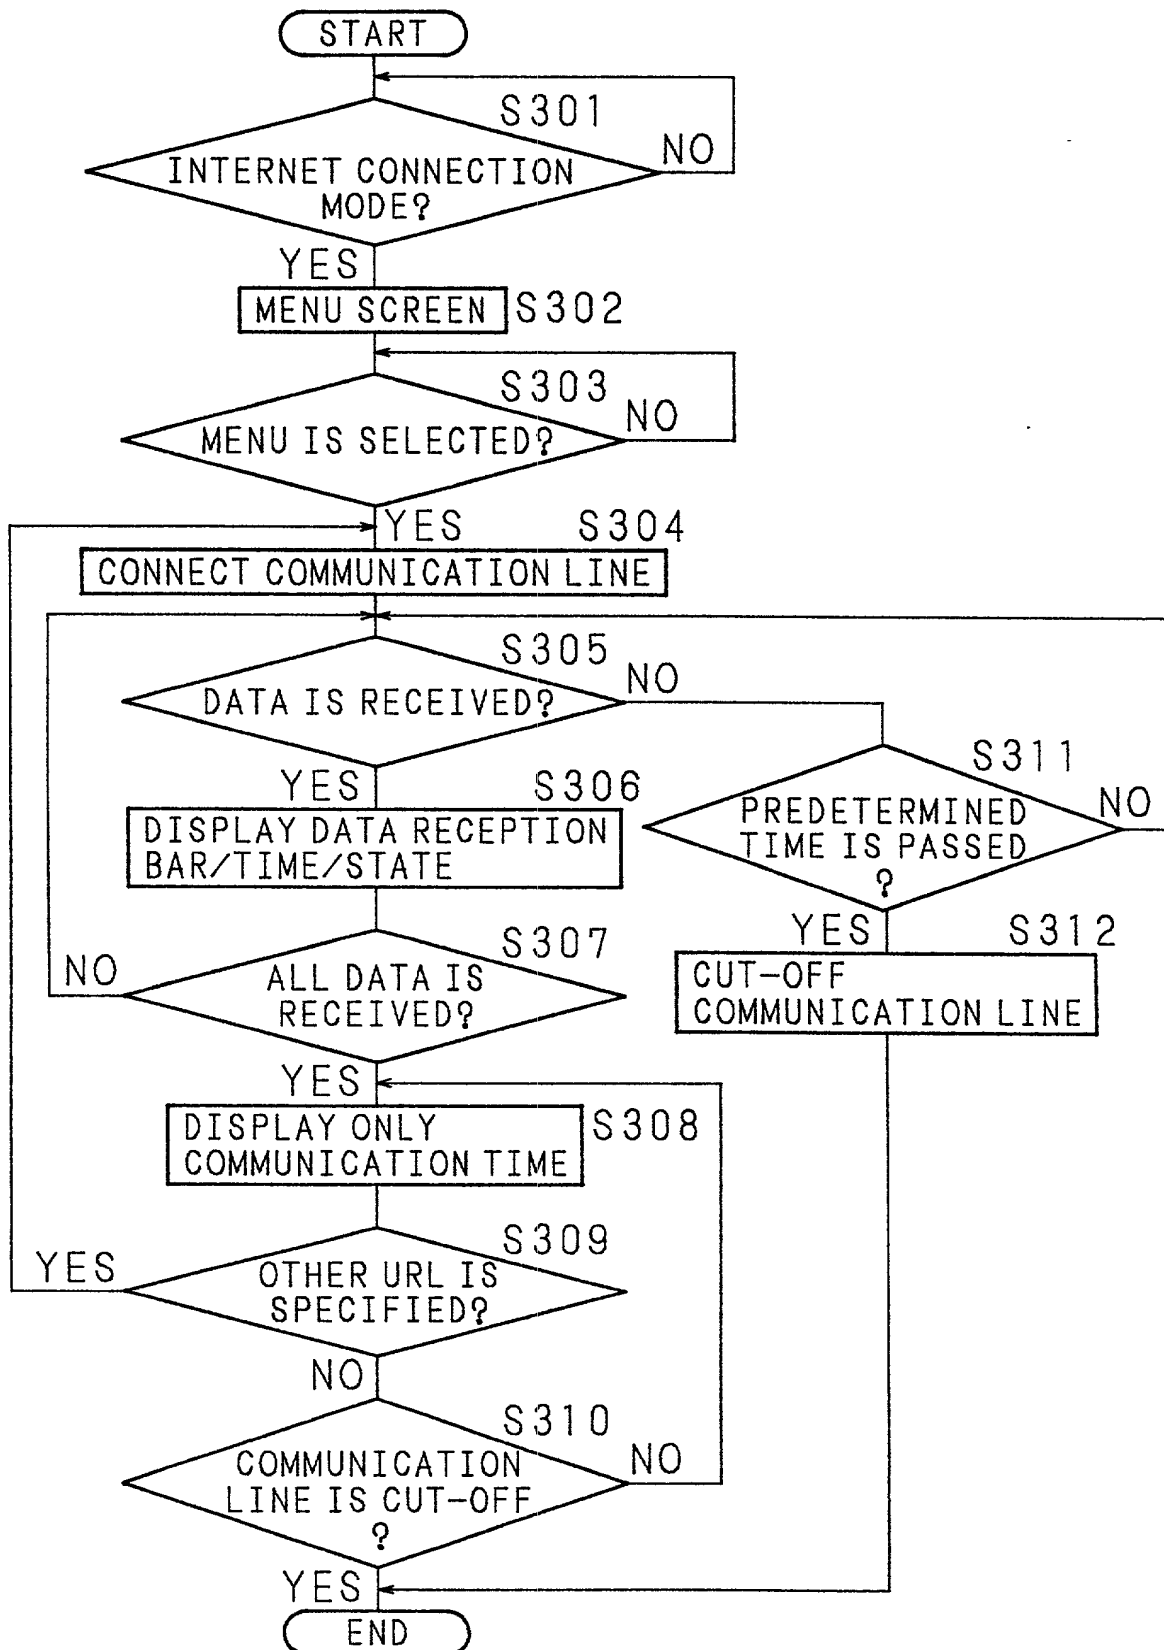 START
S301
NO
INTERNET CONNECTION
MODE?
YES
MENU SCREEN
S302
S303
NO
MENU IS SELECTED?
YES
S304
CONNECT COMMUNICATION LINE
S305
NO
DATA IS RECEIVED?
YES
S306
DISPLAY DATA RECEPTION
BAR/TIME/STATE
S311
NO
PREDETERMINED
TIME IS PASSED
?
YES
S312
CUT-OFF
COMMUNICATION LINE
S307
NO
ALL DATA IS
RECEIVED?
YES
DISPLAY ONLY
COMMUNICATION TIME
S308
S309
YES
OTHER URL IS
SPECIFIED?
NO
S310
NO
COMMUNICATION
LINE IS CUT-OFF
?
YES
END